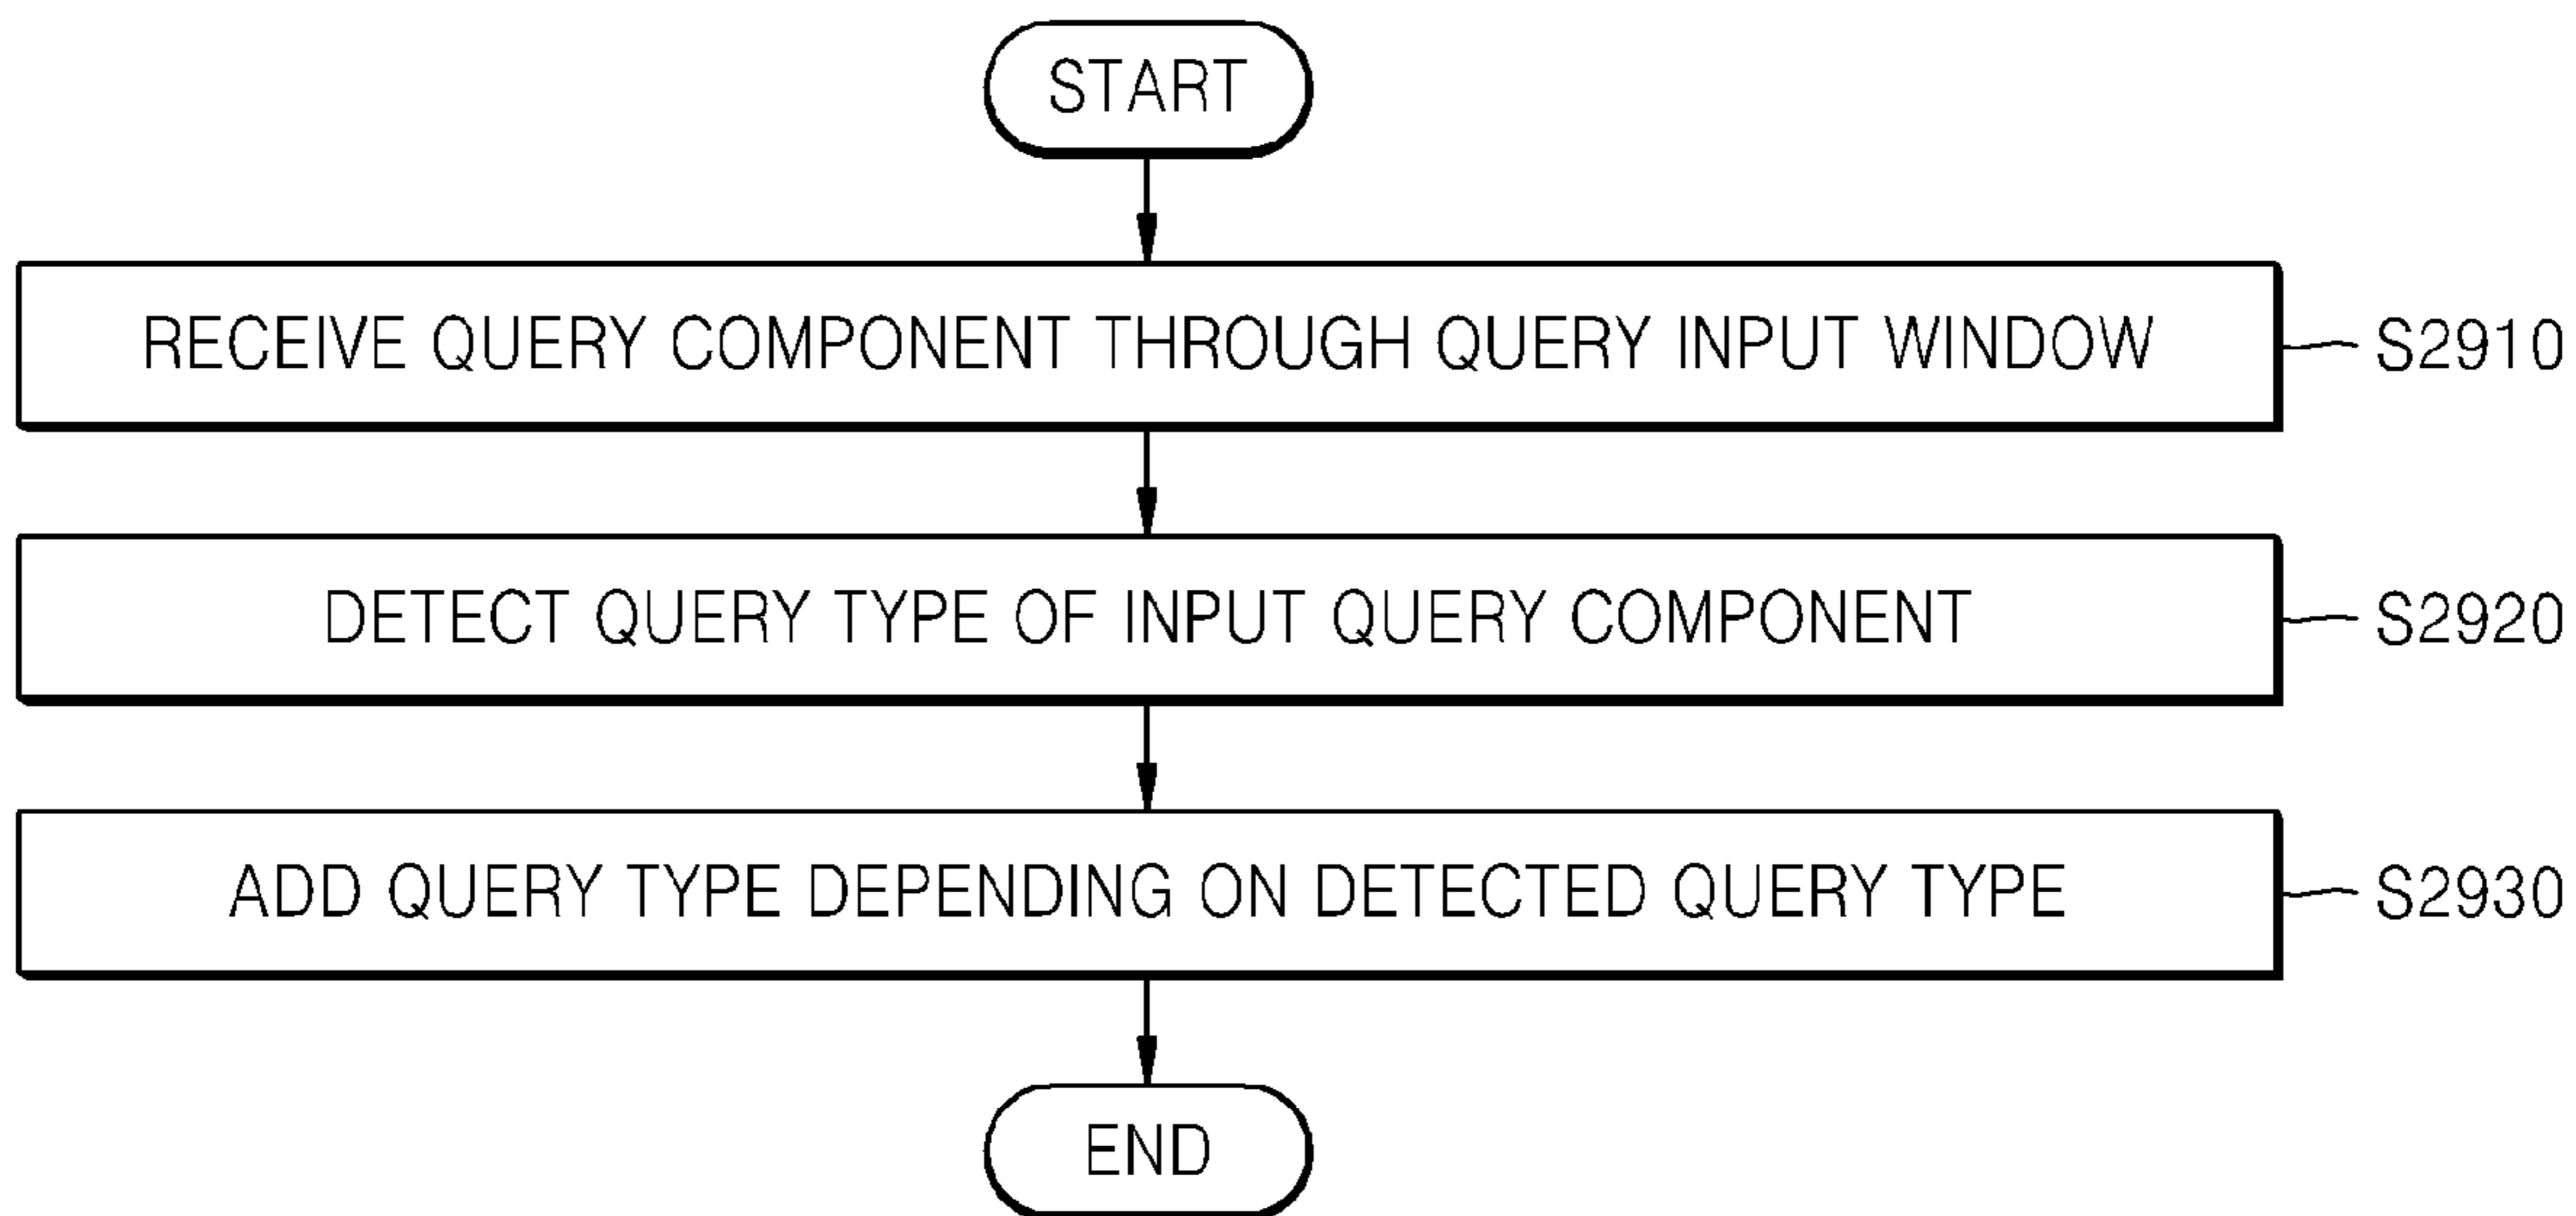 START
RECEIVE QUERY COMPONENT THROUGH QUERY INPUT WINDOW
S2910
DETECT QUERY TYPE OF INPUT QUERY COMPONENT
S2920
ADD QUERY TYPE DEPENDING ON DETECTED QUERY TYPE
S2930
END